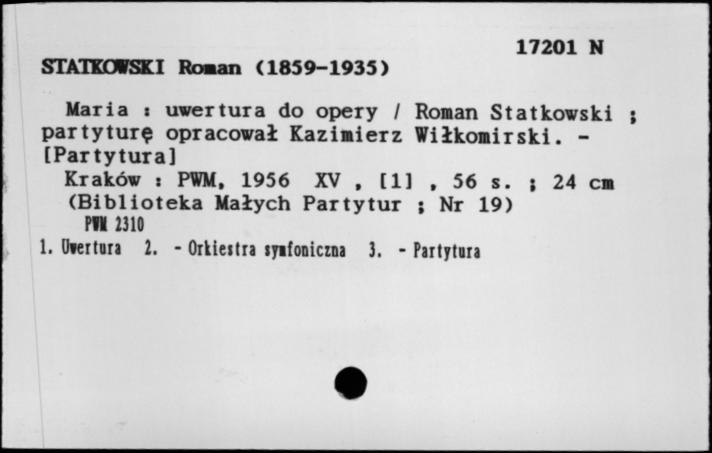 17201 N
STATKOWSKI Roman (1859-1935)
Maria : uwertura do opery / Roman Statkowski ;
partyturę opracował Kazimierz Wiłkomirski. -
[Partytura]
Kraków : PWM, 1956 XV , [1] , 56 s. ; 24 cm
(Biblioteka Małych Partytur ; Nr 19)
PWM 2310
1. Uwertura 2. - Orkiestra symfoniczna 3. - Partytura